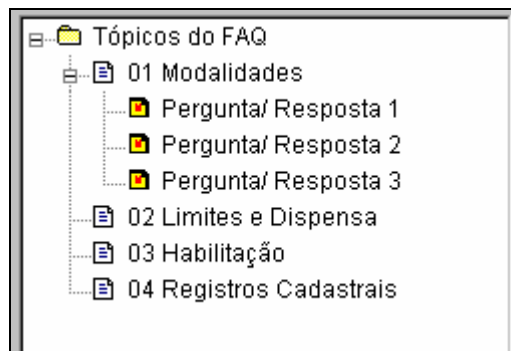 Tópicos do FAQ
01 Modalidades
Pergunta/ Resposta 1
Pergunta/ Resposta 2
Pergunta/ Resposta 3
02 Limites e Dispensa
03 Habilitação
04 Registros Cadastrais